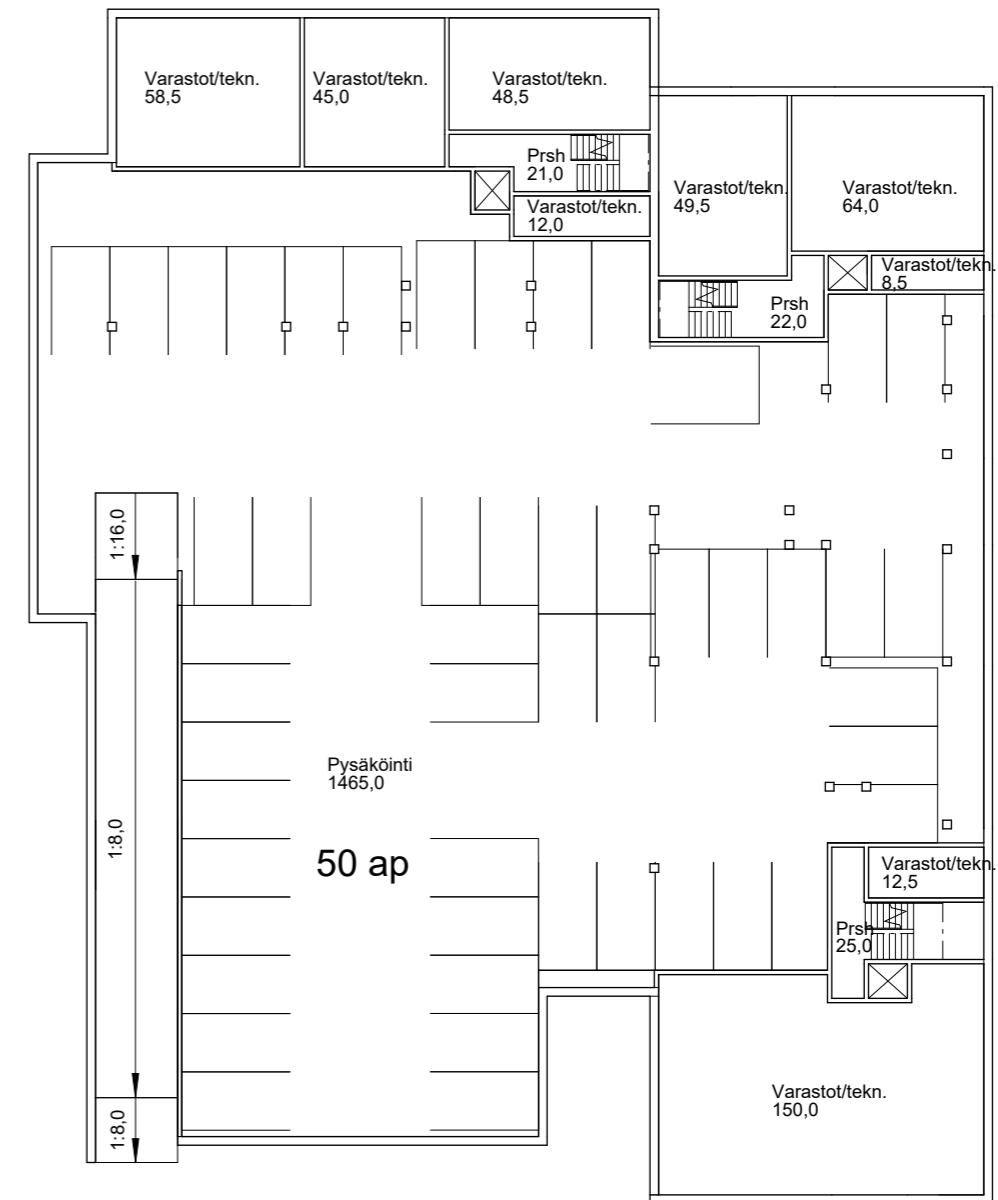 Varastot/tekn.
58,5
Varastot/tekn.
45,0
Varastot/tekn.
48,5
Prsh
21,0
Varastot/tekn.
12,0
Varastot/tekn.
49,5
Varastot/tekn.
64,0
Varastot/tekn.
8,5
Prsh
22,0
1:16,0
1:8,0
1:8,0
Pysäköinti
1465,0
50 ap
Varastot/tekn.
12,5
Prsh
25,0
Varastot/tekn.
150,0